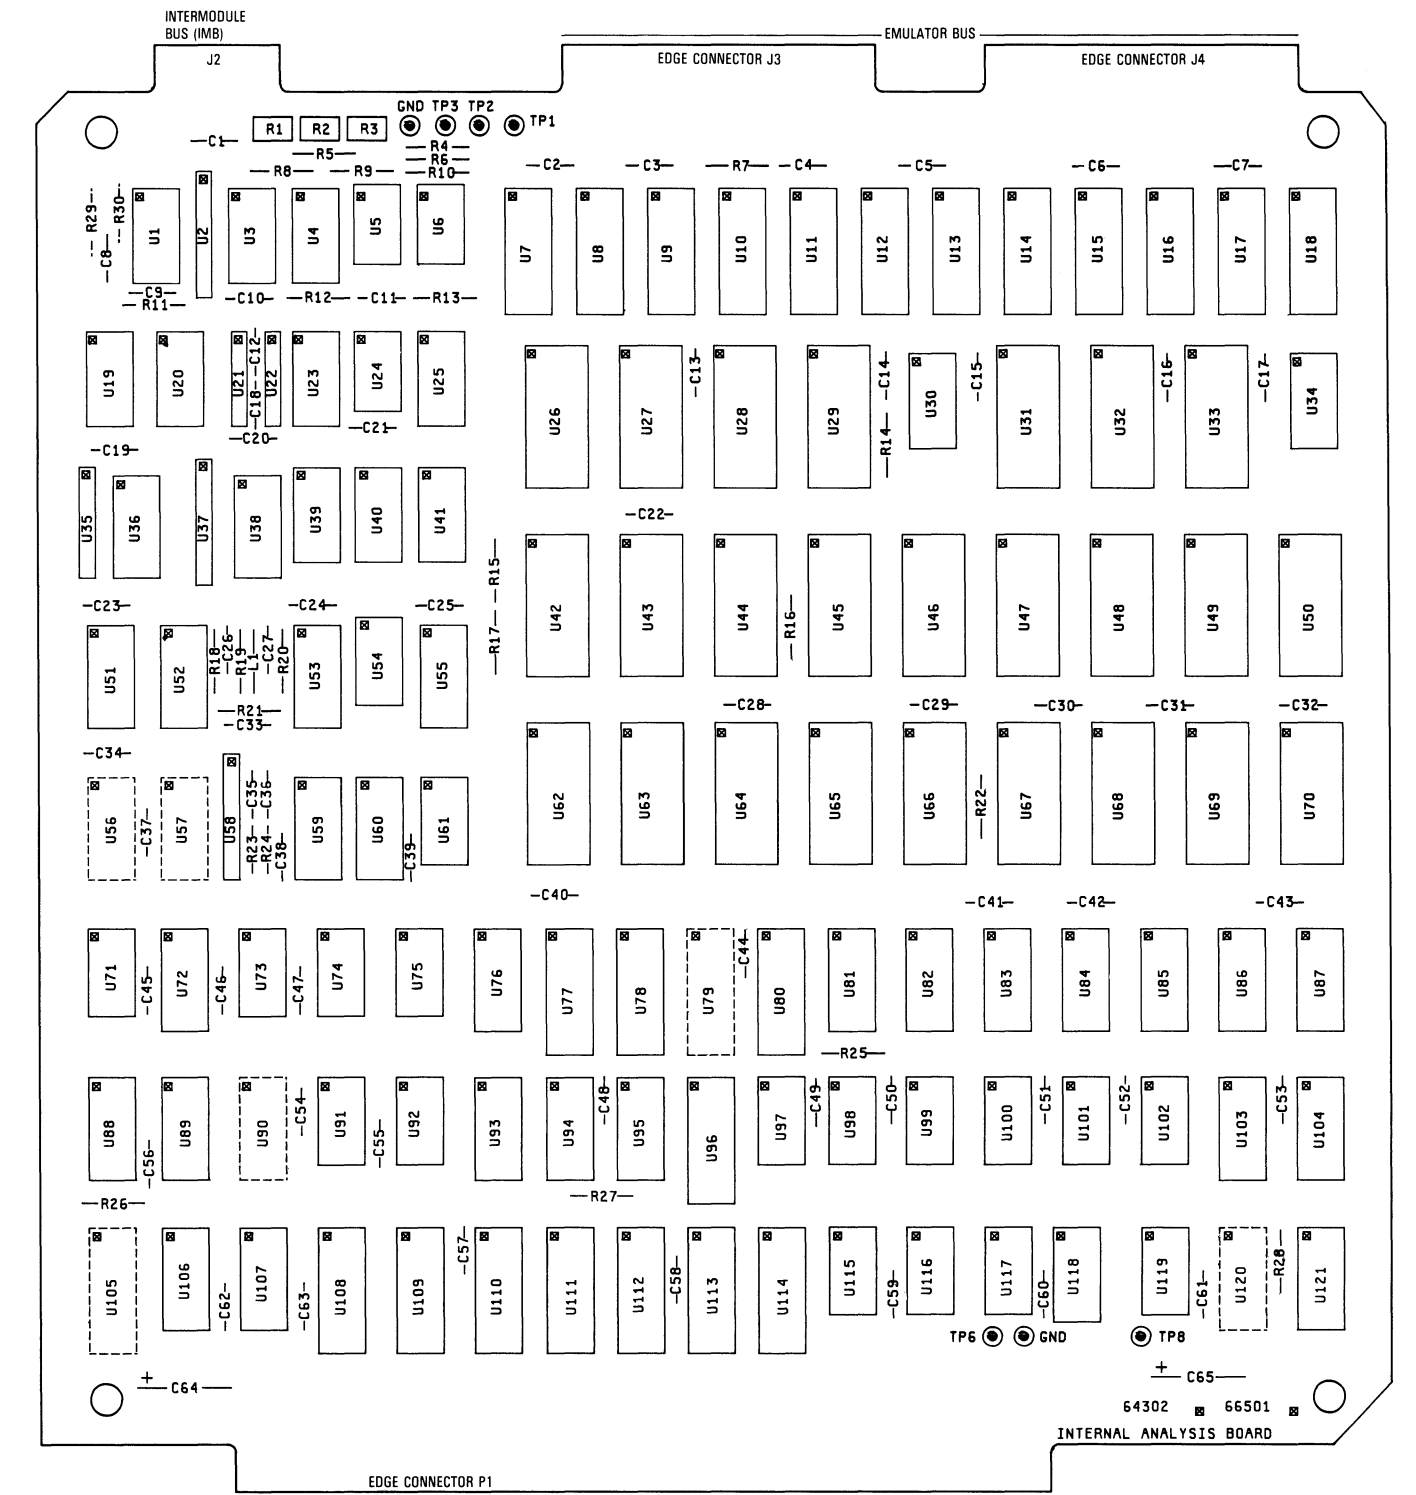 INTERMODULE
BUS (IMB)
J2
EMULATOR BUS
EDGE CONNECTOR J3
EDGE CONNECTOR J4
GND TP3 TP2
TP1
R1 R2 R3
C1
R4
R5
R6
R8 R9 R10
C2 C3 R7 C4 C5 C6 C7
R29 R30 C8
U1 U2 U3 U4 U5 U6 U7 U8 U9 U10 U11 U12 U13 U14 U15 U16 U17 U18
C9
R11
C10 R12 C11 R13
U19 U20 U21 C18 C12 U22 U23 U24 U25
U26 U27 C13 U28 U29 C14 R14 U30 C15 U31 U32 C16 U33 C17 U34
C19 C20 C21
U35 U36 U37 U38 U39 U40 U41
C22
C23 C24 C25
R15 R17
U42 U43 U44 R16 U45 U46 U47 U48 U49 U50
U51 U52 R18 C26 R19 L1 C27 R20 U53 U54 U55
R21
C33
C28 C29 C30 C31 C32
C34
U56 C37 U57 U58 C35 C36 R23 R24 C38 U59 U60 C39 U61
U62 U63 U64 U65 U66 R22 U67 U68 U69 U70
C40 C41 C42 C43
U71 C45 U72 C46 U73 C47 U74 U75 U76 U77 U78 U79 C44 U80 U81 U82 U83 U84 U85 U86 U87
R25
U88 C56 U89 U90 C54 U91 C55 U92 U93 U94 C48 U95 U96 U97 C49 U98 C50 U99 U100 C51 U101 C52 U102 U103 C53 U104
R26 R27
U105 U106 C62 U107 C63 U108 U109 C57 U110 U111 U112 C58 U113 U114 U115 C59 U116 U117 C60 U118 U119 C61 U120 R28 U121
TP6 GND TP8
+ C64
+ C65
64302 66501
INTERNAL ANALYSIS BOARD
EDGE CONNECTOR P1